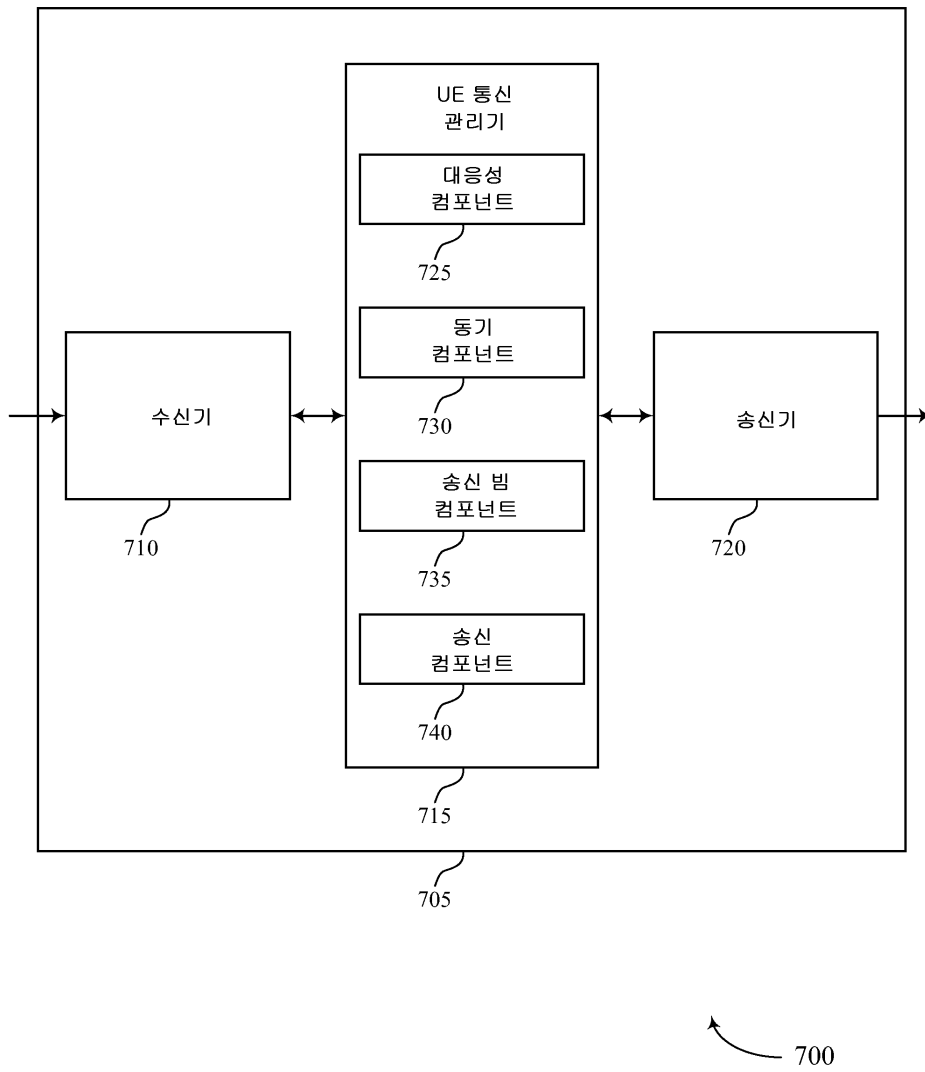 UE 통신
관리기
대응성
컴포넌트
725
동기
컴포넌트
730
수신기
710
송신기
720
송신 빔
컴포넌트
735
송신
컴포넌트
740
715
705
700